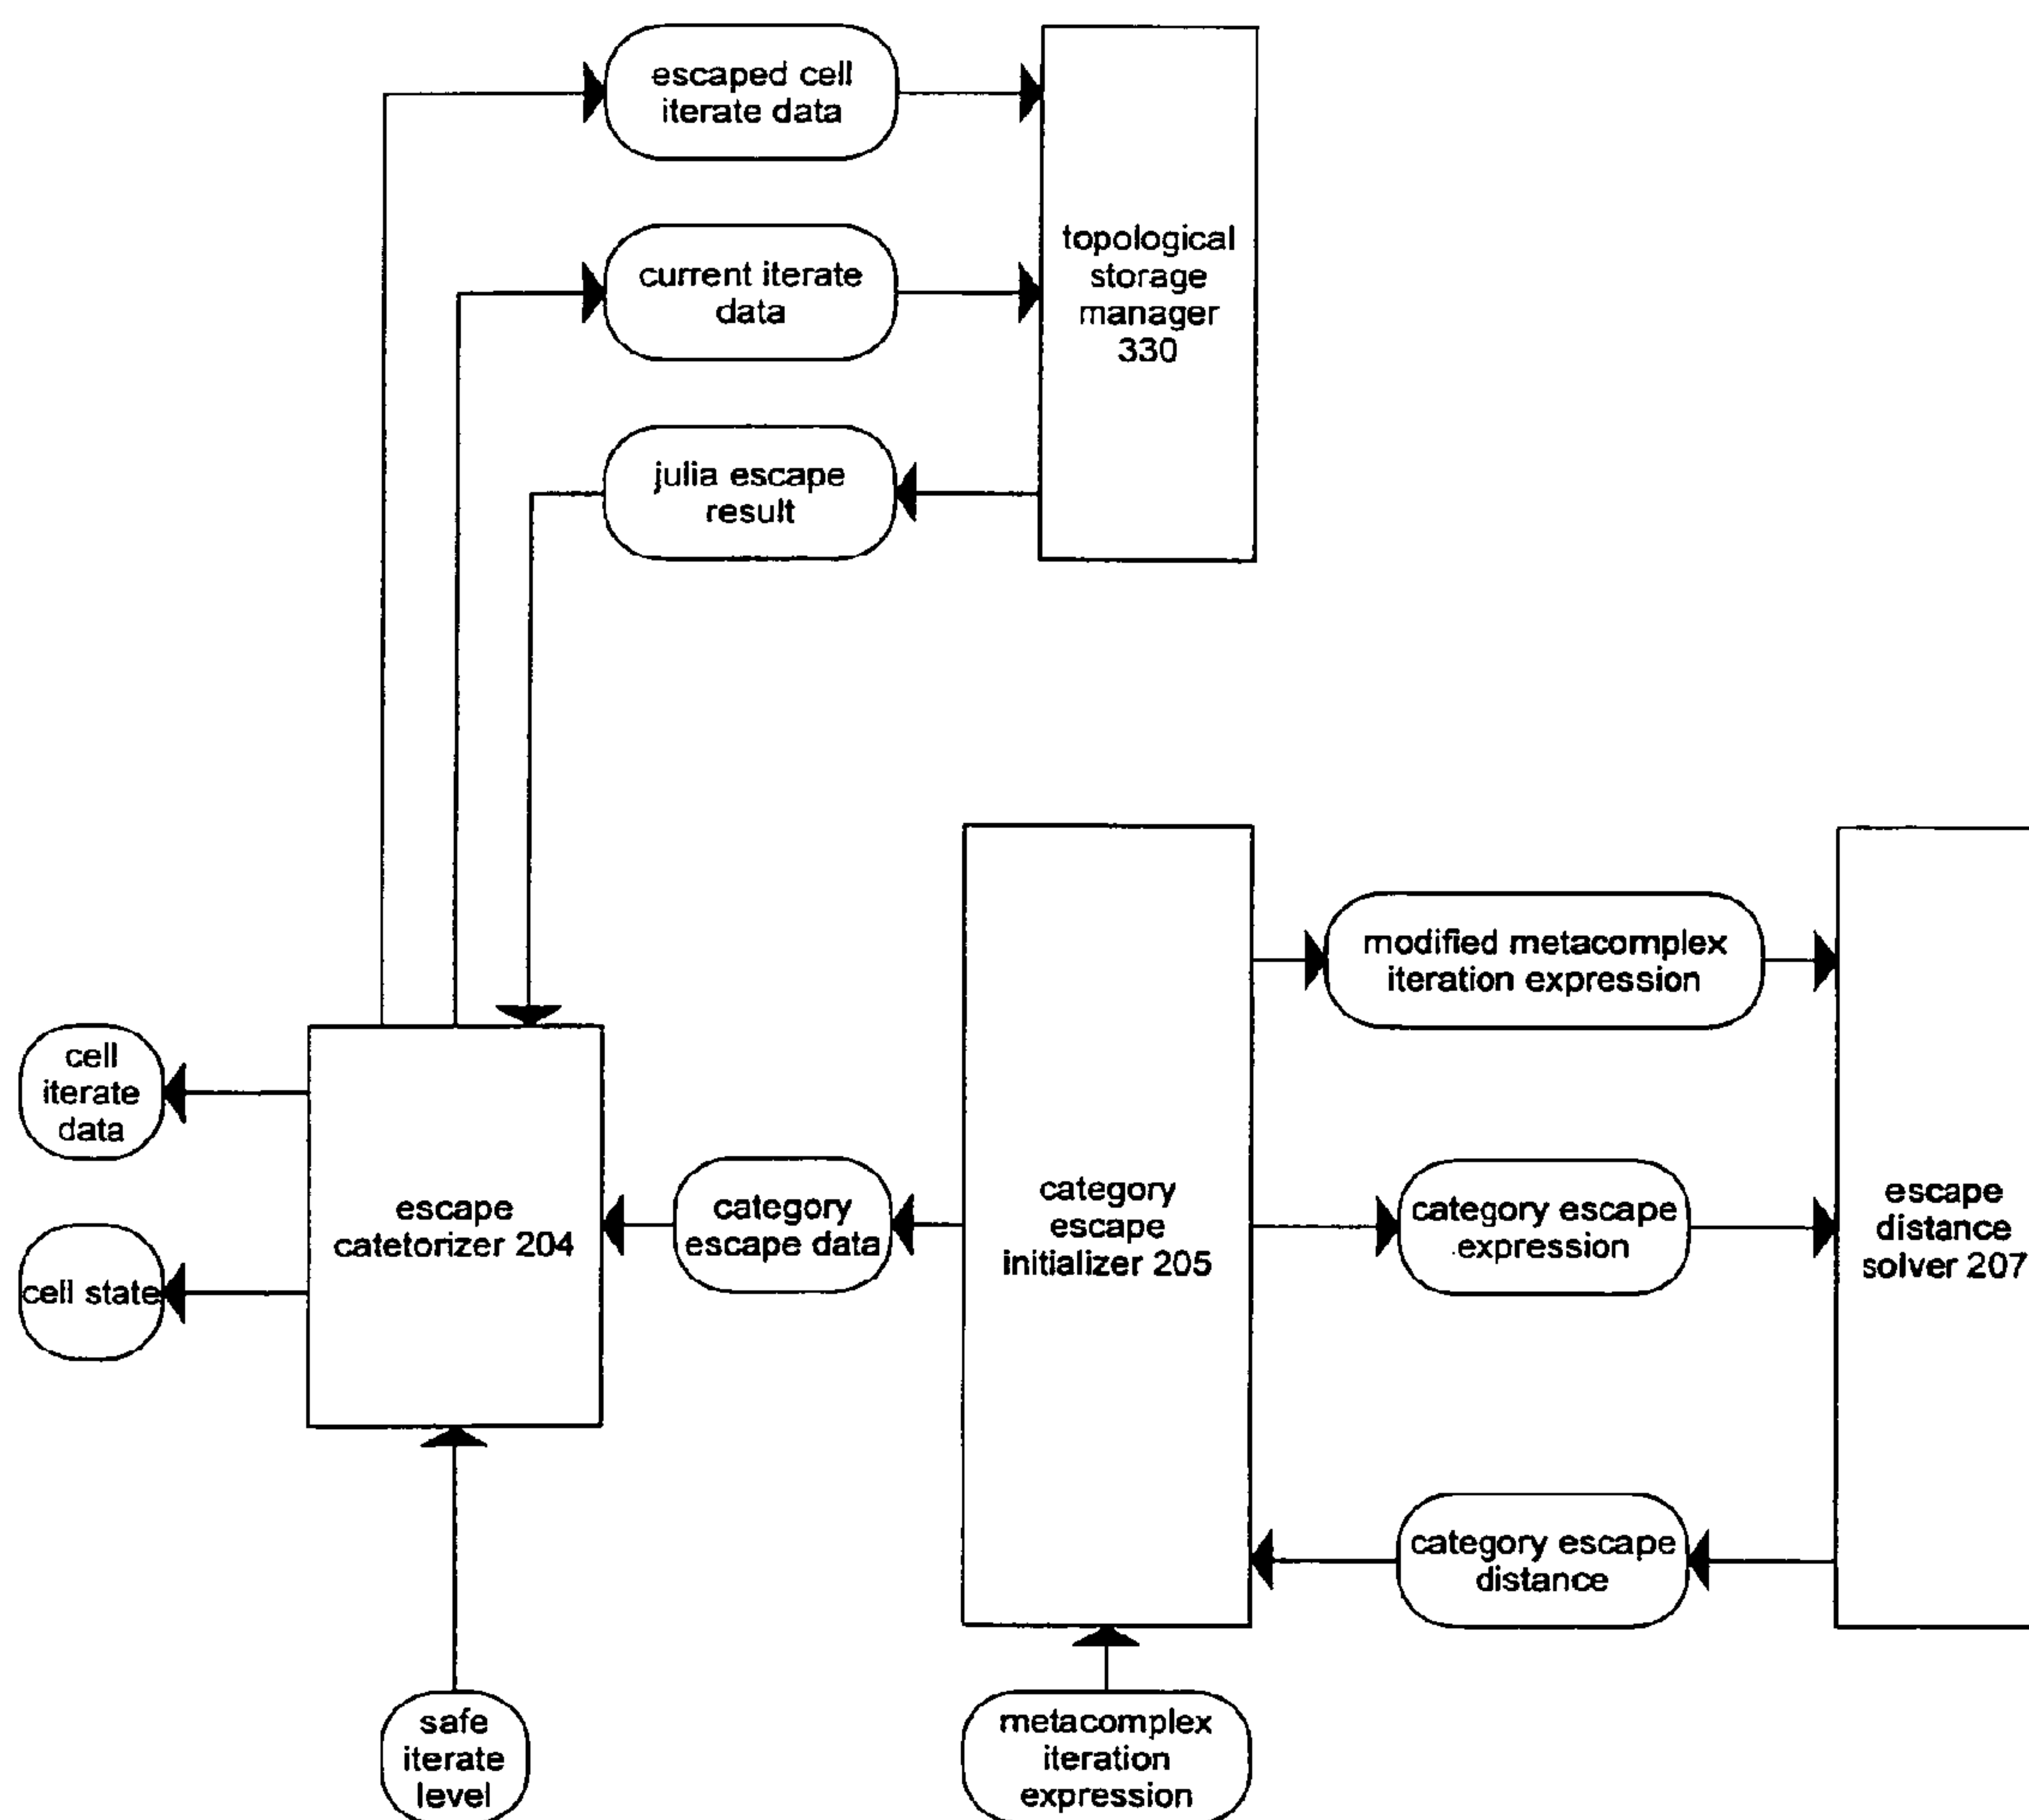 escaped cell
iterate data
topological
storage
manager
330
current iterate
data
julia escape
result
modified metacomplex
iteration expression
cell
iterate
data
cell state
escape
catetorizer 204
category
escape data
category
escape
initializer 205
category escape
expression
escape
distance
solver 207
category escape
distance
safe
iterate
level
metacomplex
iteration
expression